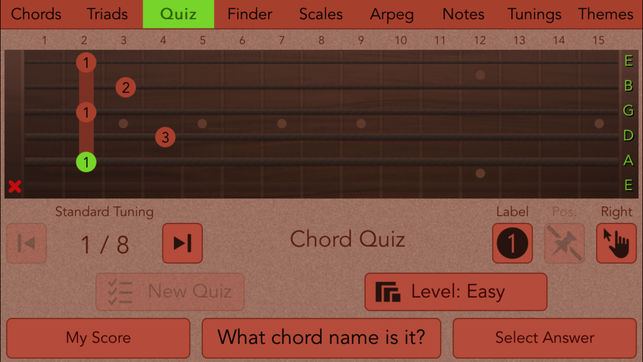 Chords Triads Quiz Finder Scales Arpeg Notes Tunings Themes
1 2 3 4 5 6 7 8 9 10 11 12 13 14 15
1 E
2 B
1 G
3 D
1 A
E
Standard Tuning Label Pos. Right
1 / 8 Chord Quiz 1
New Quiz Level: Easy
My Score What chord name is it? Select Answer